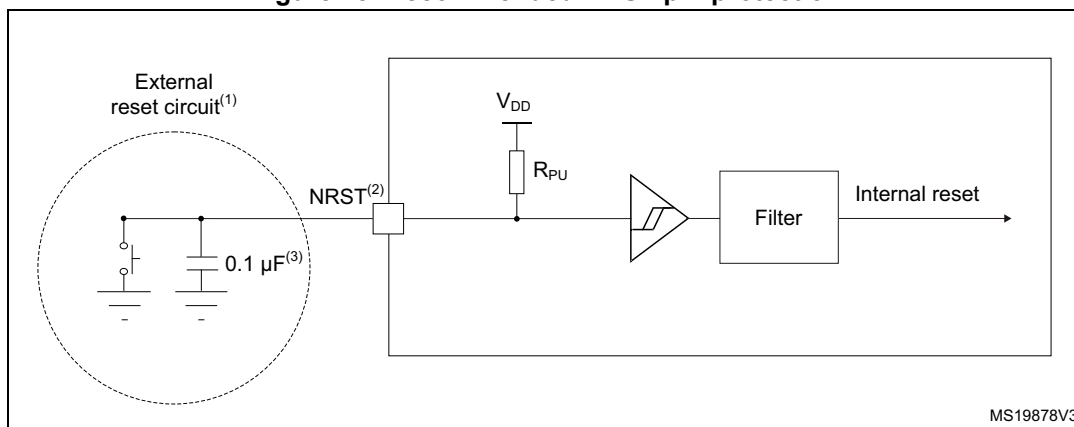 External
reset circuit(1)
VDD
RPU
NRST(2)
0.1 µF(3)
Filter
Internal reset
MS19878V3